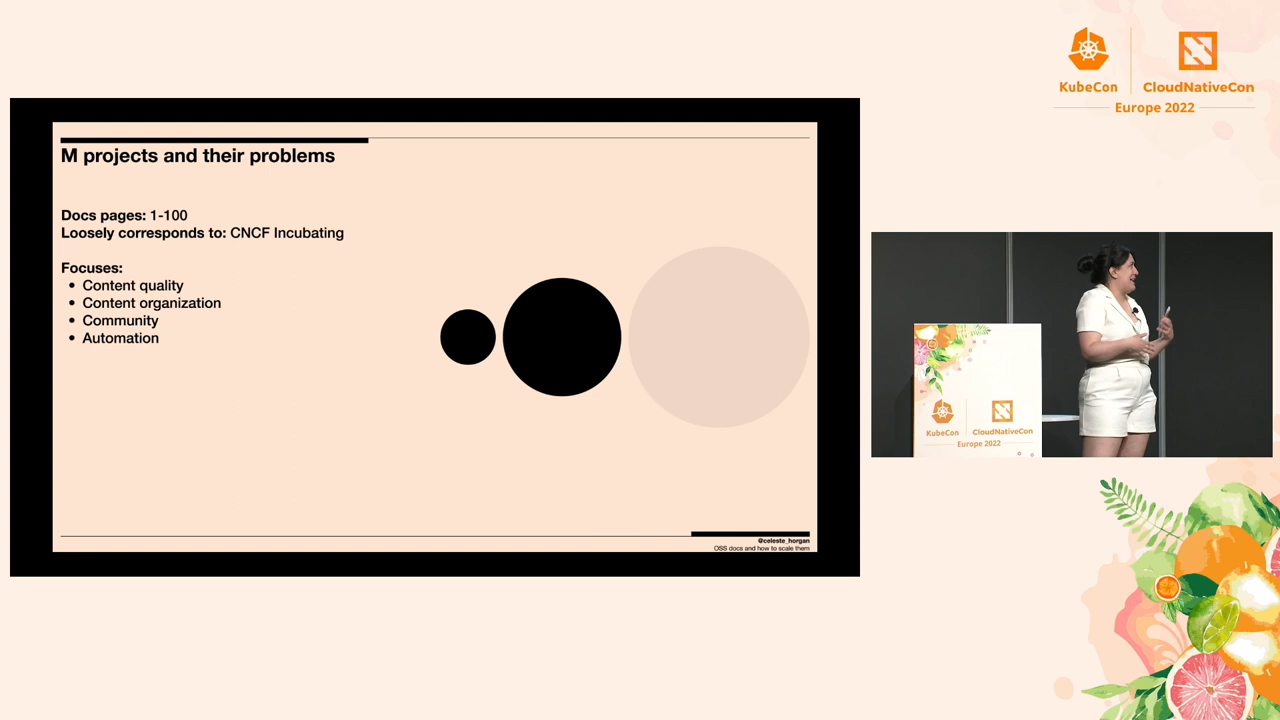 KubeCon
CloudNativeCon
Europe 2022
M projects and their problems
Docs pages: 1-100
Loosely corresponds to: CNCF Incubating
Focuses:
• Content quality
• Content organization
• Community
• Automation
@celeste_horgan
OSS docs and how to scale them
KubeCon
CloudNativeCon
Europe 2022